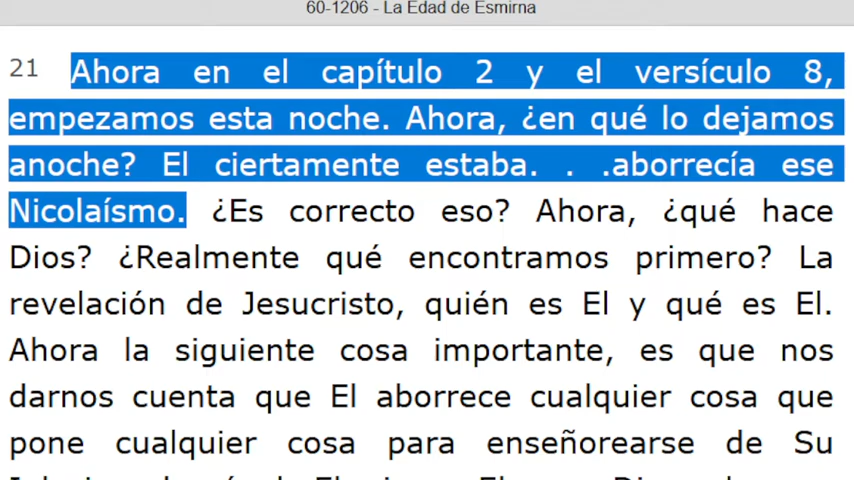 60-1206 - La Edad de Esmirna
21 Ahora en el capítulo 2 y el versículo 8,
empezamos esta noche. Ahora, ¿en qué lo dejamos
anoche? El ciertamente estaba. . .aborrecía ese
Nicolaísmo. ¿Es correcto eso? Ahora, ¿qué hace
Dios? ¿Realmente qué encontramos primero? La
revelación de Jesucristo, quién es El y qué es El.
Ahora la siguiente cosa importante, es que nos
darnos cuenta que El aborrece cualquier cosa que
pone cualquier cosa para enseñorearse de Su